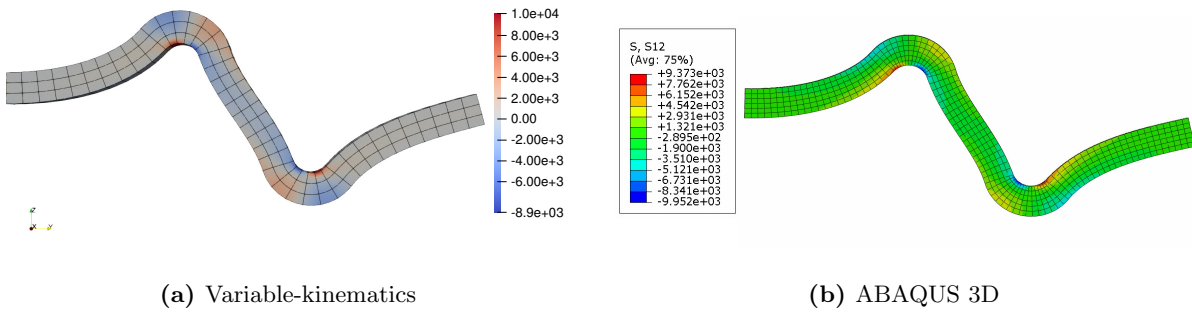 1.0e+04
8.00e+3
6.00e+3
4.00e+3
2.00e+3
0.00
-2.00e+3
-4.00e+3
-6.00e+3
-8.9e+03
Z
X
Y
S, S12
(Avg: 75%)
+9.373e+03
+7.762e+03
+6.152e+03
+4.542e+03
+2.931e+03
+1.321e+03
-2.895e+02
-1.900e+03
-3.510e+03
-5.121e+03
-6.731e+03
-8.341e+03
-9.952e+03
(a) Variable-kinematics
(b) ABAQUS 3D